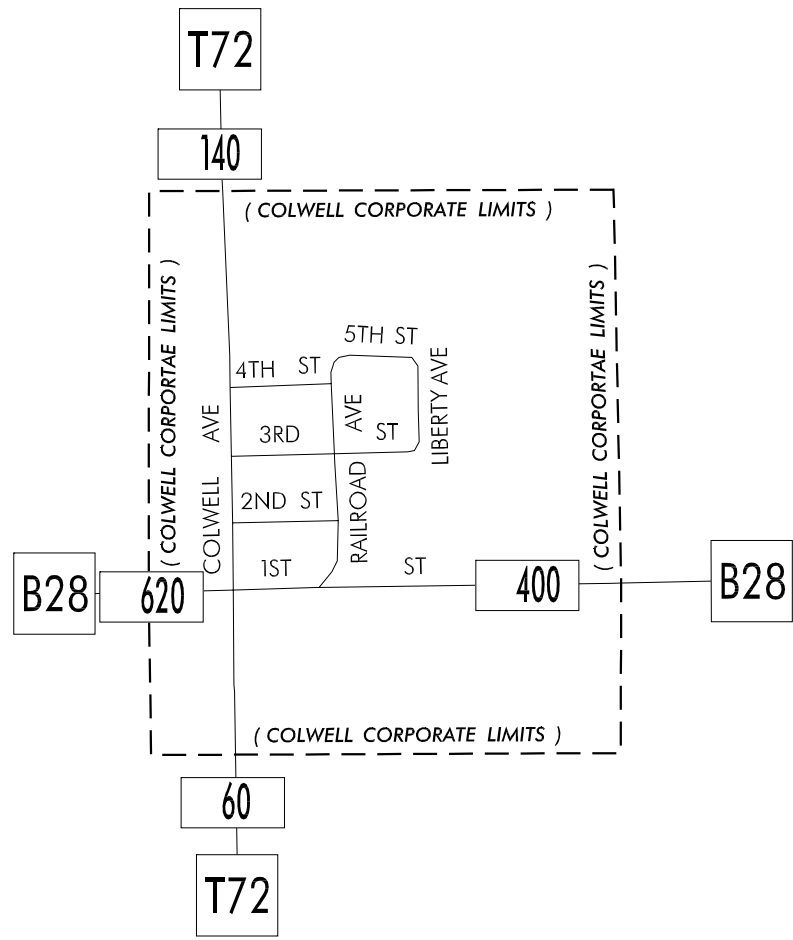 T72
140
( COLWELL CORPORATE LIMITS )
( COLWELL CORPORTAE LIMITS )
( COLWELL CORPORTAE LIMITS )
5TH ST
4TH ST
LIBERTY AVE
COLWELL AVE
3RD ST
RAILROAD AVE
2ND ST
1ST ST
B28
620
400
B28
( COLWELL CORPORATE LIMITS )
60
T72